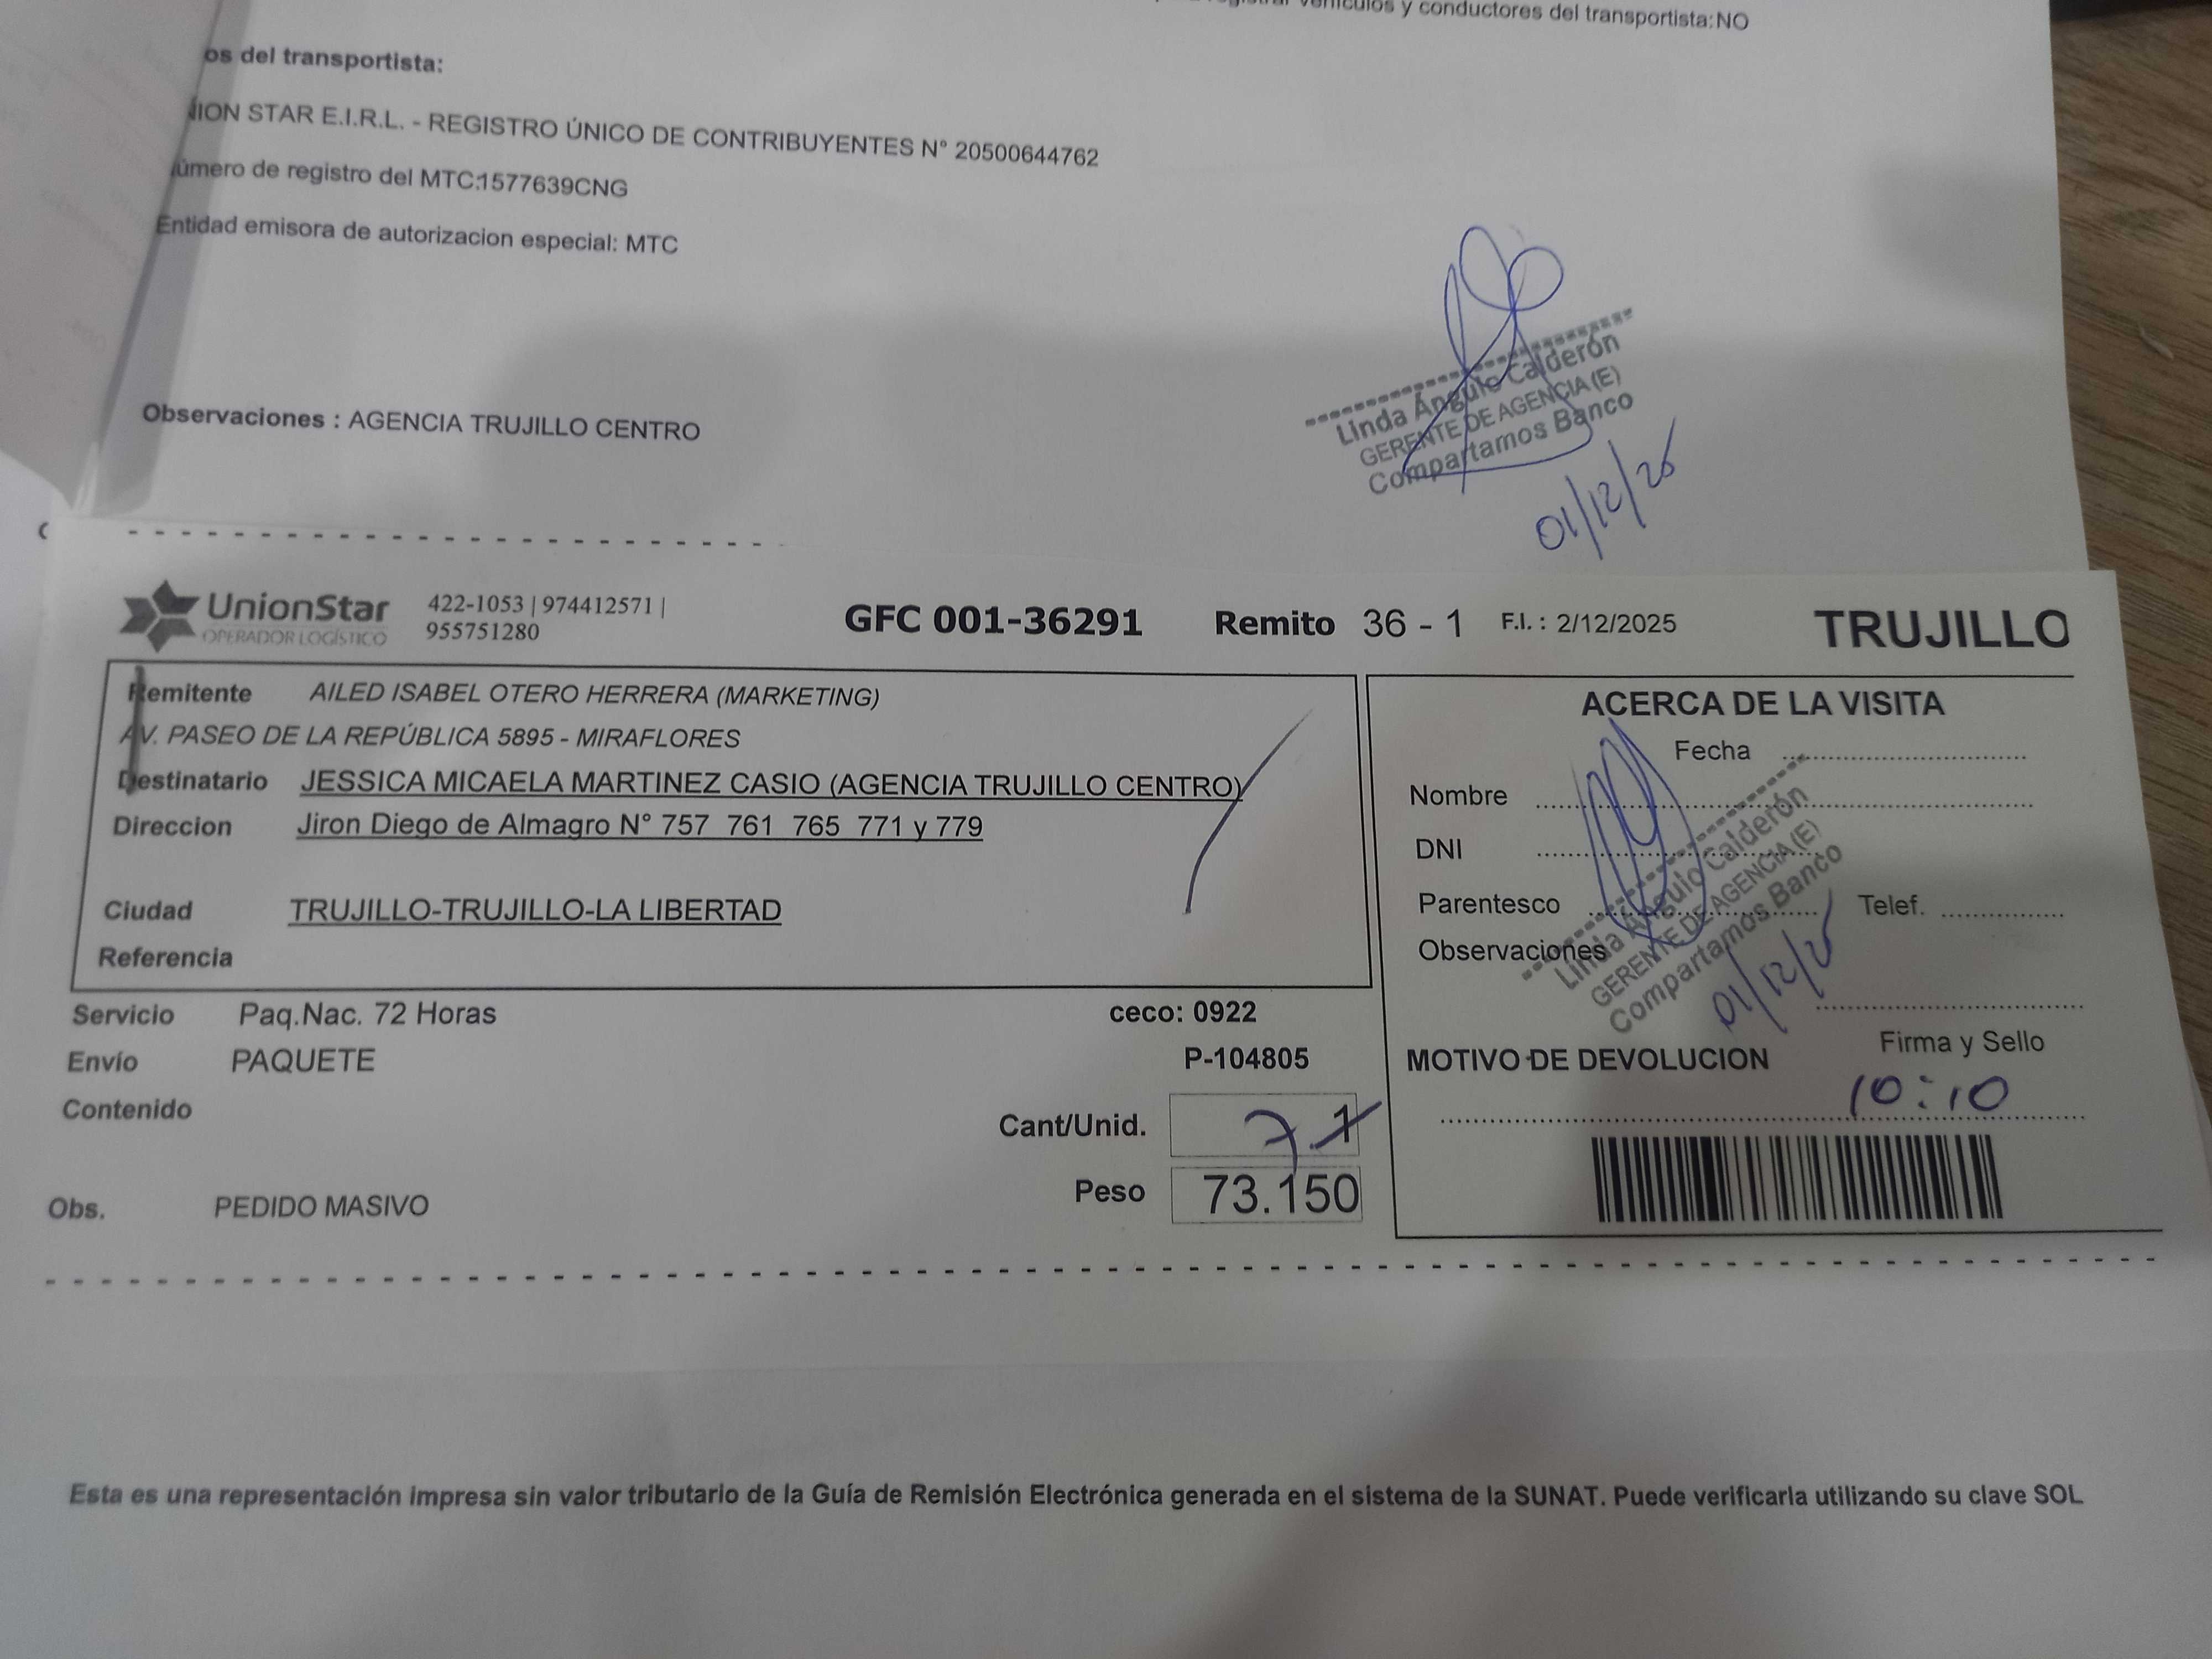 vehículos y conductores del transportista:NO
os del transportista:
NION STAR E.I.R.L. - REGISTRO ÚNICO DE CONTRIBUYENTES N° 20500644762
úmero de registro del MTC:1577639CNG
Entidad emisora de autorizacion especial: MTC
Observaciones : AGENCIA TRUJILLO CENTRO
Linda Ángulo Calderón
GERENTE DE AGENCIA (E)
Compartamos Banco
01/12/25
UnionStar
OPERADOR LOGÍSTICO
422-1053 | 974412571 |
955751280
GFC 001-36291
Remito 36 - 1
F.I. : 2/12/2025
TRUJILLO
Remitente AILED ISABEL OTERO HERRERA (MARKETING)
AV. PASEO DE LA REPÚBLICA 5895 - MIRAFLORES
Destinatario JESSICA MICAELA MARTINEZ CASIO (AGENCIA TRUJILLO CENTRO)
Direccion Jiron Diego de Almagro N° 757 761 765 771 y 779
Ciudad TRUJILLO-TRUJILLO-LA LIBERTAD
Referencia
Servicio Paq.Nac. 72 Horas
ceco: 0922
Envío PAQUETE
P-104805
Contenido
Cant/Unid. 7 1
Peso 73.150
Obs. PEDIDO MASIVO
ACERCA DE LA VISITA
Fecha
Nombre
DNI
Parentesco
Telef.
Observaciones
Linda Ángulo Calderón
GERENTE DE AGENCIA (E)
Compartamos Banco
01/12/25
Firma y Sello
MOTIVO DE DEVOLUCION
10:10
Esta es una representación impresa sin valor tributario de la Guía de Remisión Electrónica generada en el sistema de la SUNAT. Puede verificarla utilizando su clave SOL